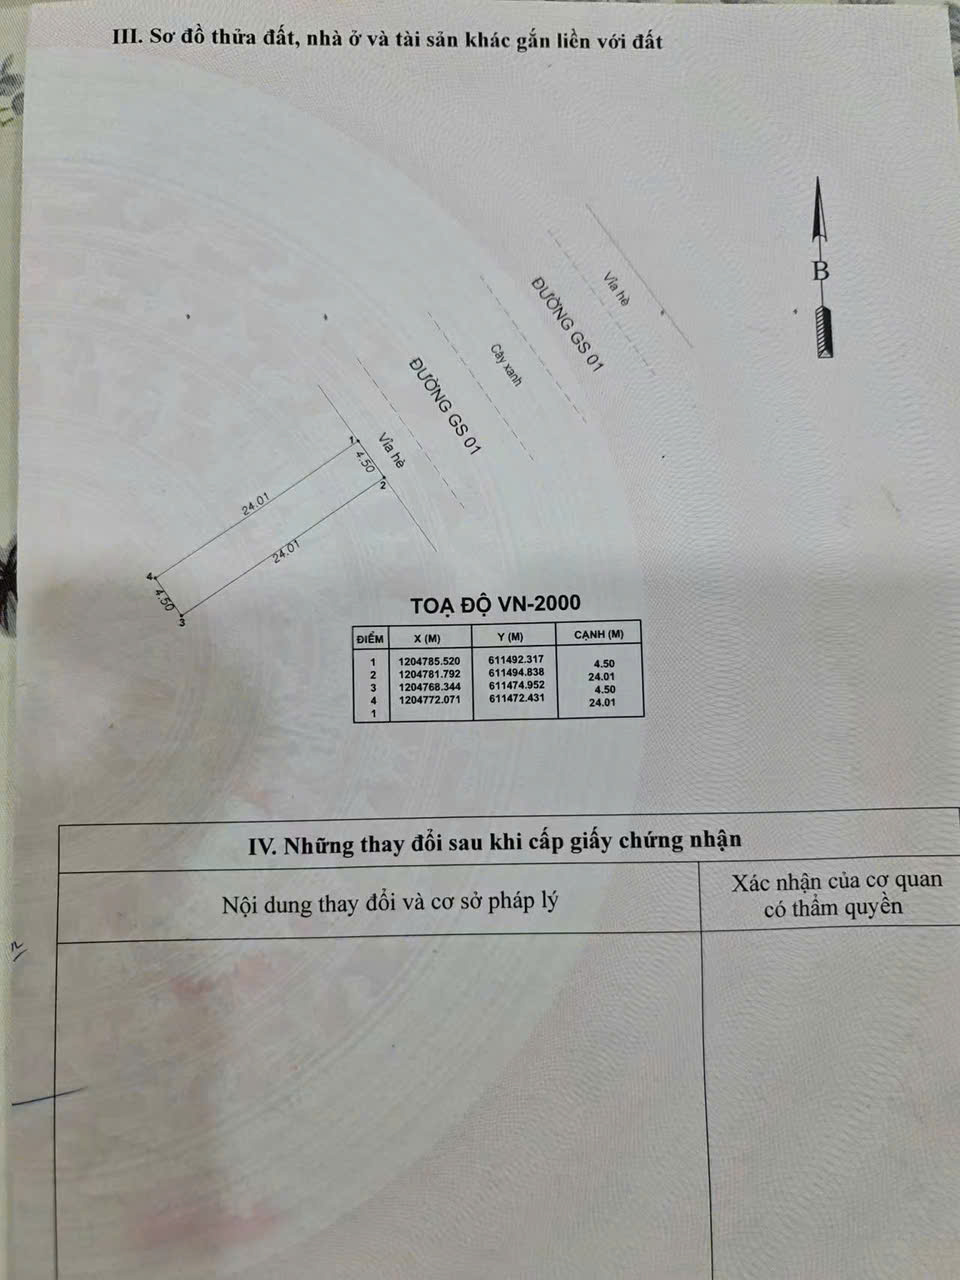 III. Sơ đồ thửa đất, nhà ở và tài sản khác gắn liền với đất
B
Vỉa hè
ĐƯỜNG GS 01
Cây xanh
ĐƯỜNG GS 01
Vỉa hè
1
4.50
2
24.01
24.01
4
4.50
3
TOẠ ĐỘ VN-2000
ĐIỂM X (M) Y (M) CẠNH (M)
1 1204785.520 611492.317
4.50
2 1204781.792 611494.838
24.01
3 1204768.344 611474.952
4.50
4 1204772.071 611472.431
24.01
1
IV. Những thay đổi sau khi cấp giấy chứng nhận
Nội dung thay đổi và cơ sở pháp lý
Xác nhận của cơ quan
có thẩm quyền